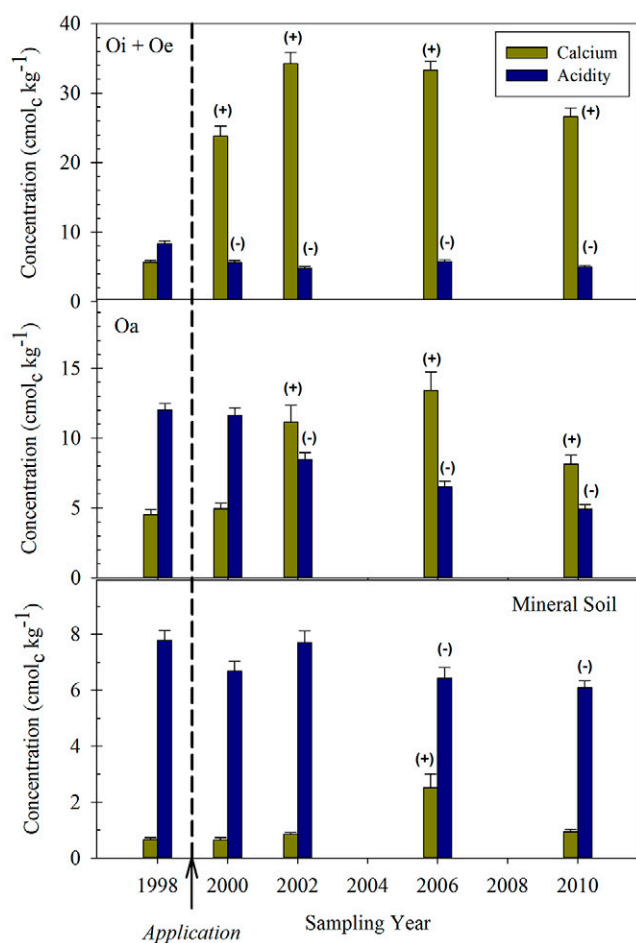 Oi + Oe
Calcium
Acidity
Concentration (cmolc kg-1)
40
30
20
10
0
(+)
(+)
(+)
(+)
(-)
(-)
(-)
(-)
Oa
Concentration (cmolc kg-1)
15
10
5
0
(+)
(+)
(+)
(-)
(-)
(-)
Mineral Soil
Concentration (cmolc kg-1)
8
6
4
2
0
(-)
(-)
(+)
1998 2000 2002 2004 2006 2008 2010
Application
Sampling Year